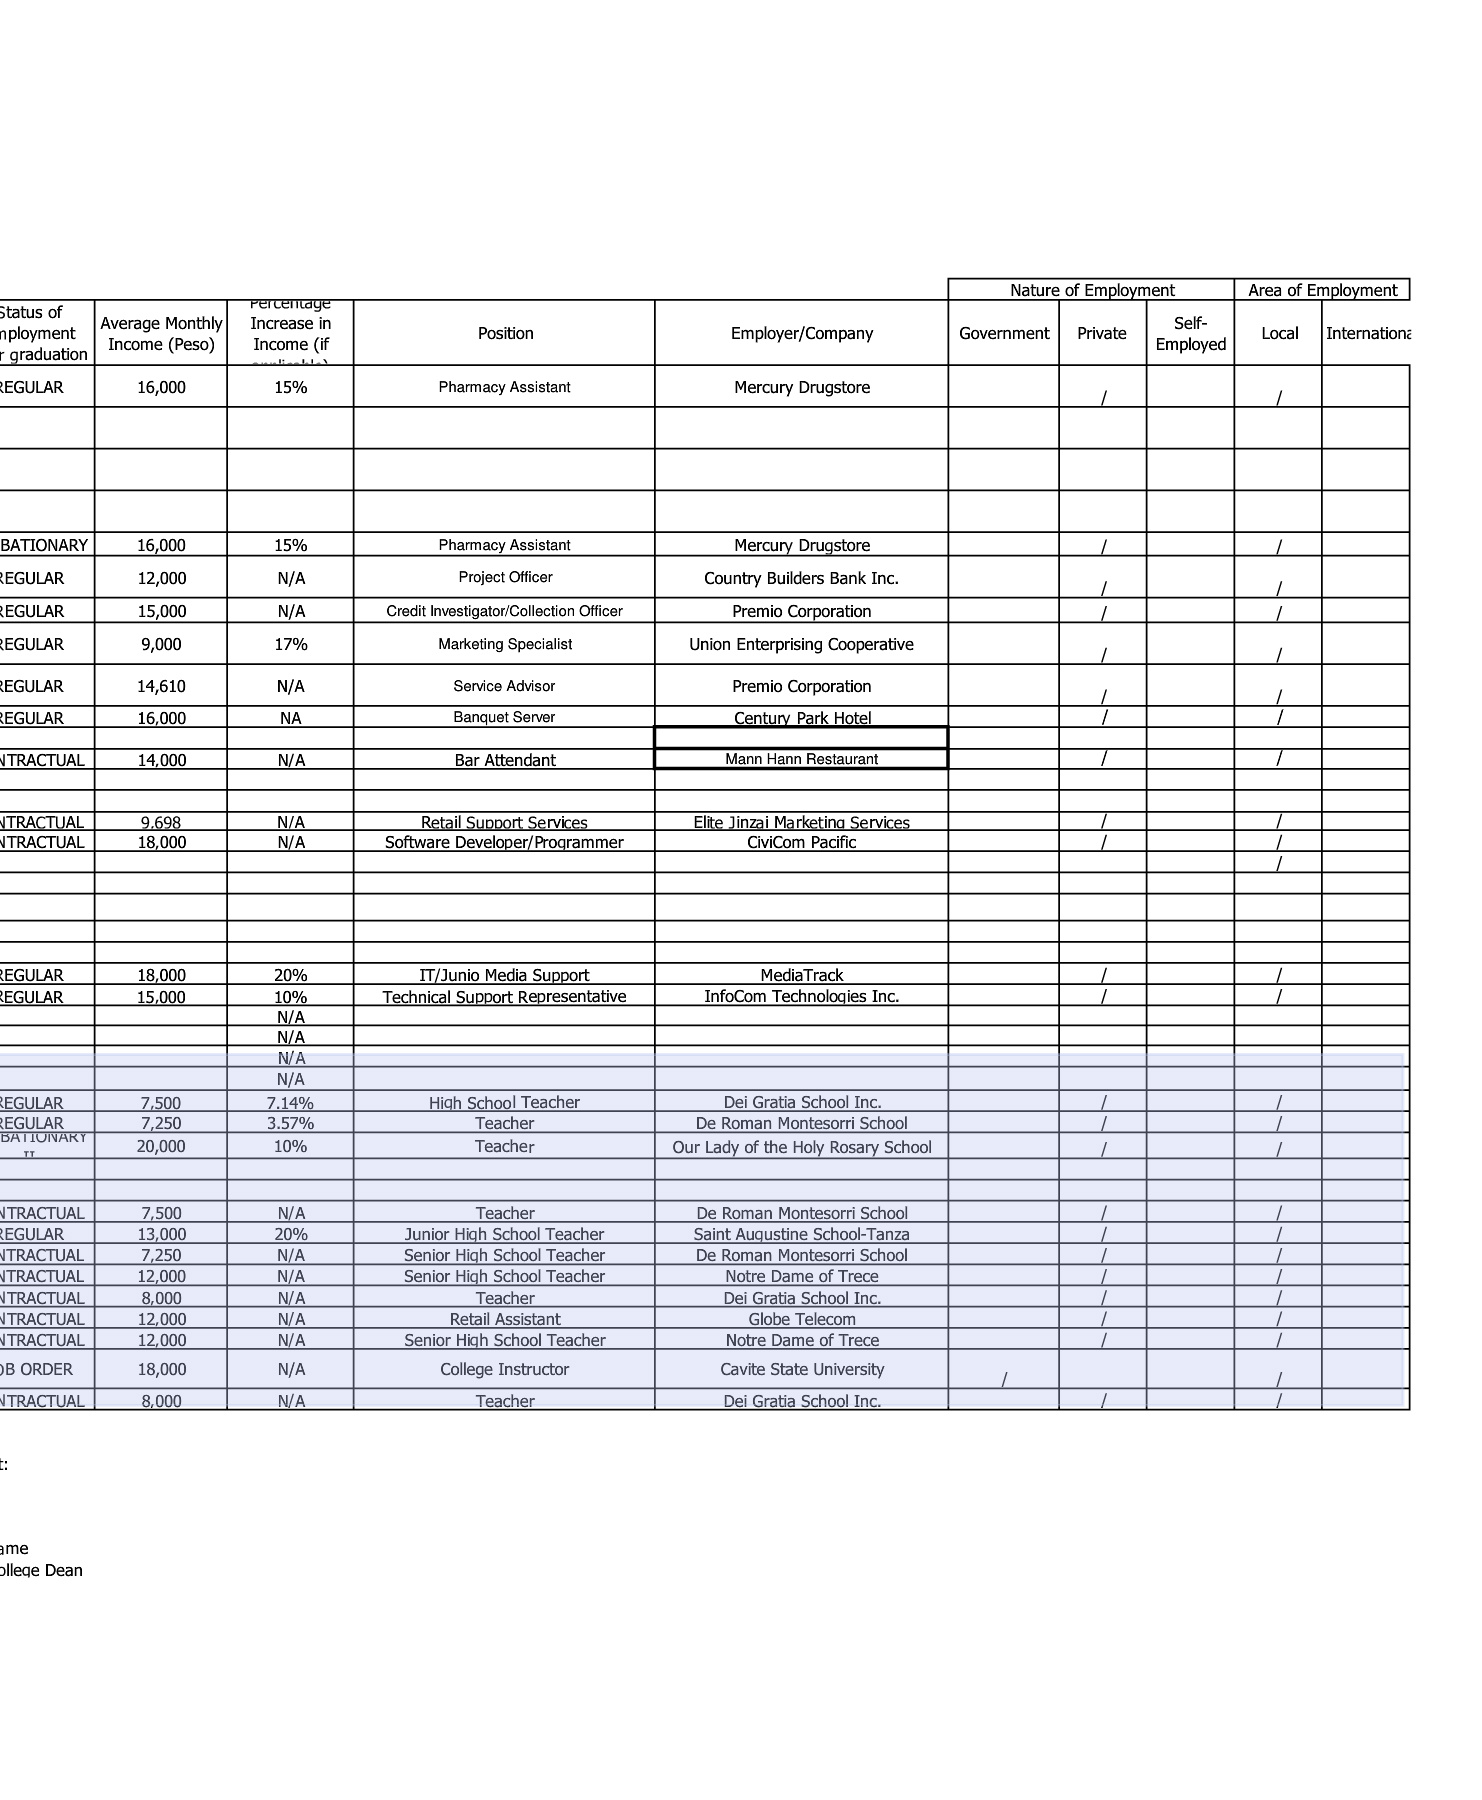 Nature of Employment Area of Employment
Status of Employment r graduation Average Monthly Income (Peso) Percentage Increase in Income (if applicable) Position Employer/Company Government Private Self-Employed Local Internationa
REGULAR 16,000 15% Pharmacy Assistant Mercury Drugstore / /
BATIONARY 16,000 15% Pharmacy Assistant Mercury Drugstore / /
REGULAR 12,000 N/A Project Officer Country Builders Bank Inc. / /
REGULAR 15,000 N/A Credit Investigator/Collection Officer Premio Corporation / /
REGULAR 9,000 17% Marketing Specialist Union Enterprising Cooperative / /
REGULAR 14,610 N/A Service Advisor Premio Corporation / /
REGULAR 16,000 NA Banquet Server Century Park Hotel / /
NTRACTUAL 14,000 N/A Bar Attendant Mann Hann Restaurant / /
NTRACTUAL 9,698 N/A Retail Support Services Elite Jinzai Marketing Services / /
NTRACTUAL 18,000 N/A Software Developer/Programmer CiviCom Pacific / /
/
REGULAR 18,000 20% IT/Junio Media Support MediaTrack / /
REGULAR 15,000 10% Technical Support Representative InfoCom Technologies Inc. / /
N/A
N/A
N/A
N/A
REGULAR 7,500 7.14% High School Teacher Dei Gratia School Inc. / /
REGULAR 7,250 3.57% Teacher De Roman Montesorri School / /
BATIONARY II 20,000 10% Teacher Our Lady of the Holy Rosary School / /
NTRACTUAL 7,500 N/A Teacher De Roman Montesorri School / /
REGULAR 13,000 20% Junior High School Teacher Saint Augustine School-Tanza / /
NTRACTUAL 7,250 N/A Senior High School Teacher De Roman Montesorri School / /
NTRACTUAL 12,000 N/A Senior High School Teacher Notre Dame of Trece / /
NTRACTUAL 8,000 N/A Teacher Dei Gratia School Inc. / /
NTRACTUAL 12,000 N/A Retail Assistant Globe Telecom / /
NTRACTUAL 12,000 N/A Senior High School Teacher Notre Dame of Trece / /
OB ORDER 18,000 N/A College Instructor Cavite State University / /
NTRACTUAL 8,000 N/A Teacher Dei Gratia School Inc. / /
t:
ame
ollege Dean